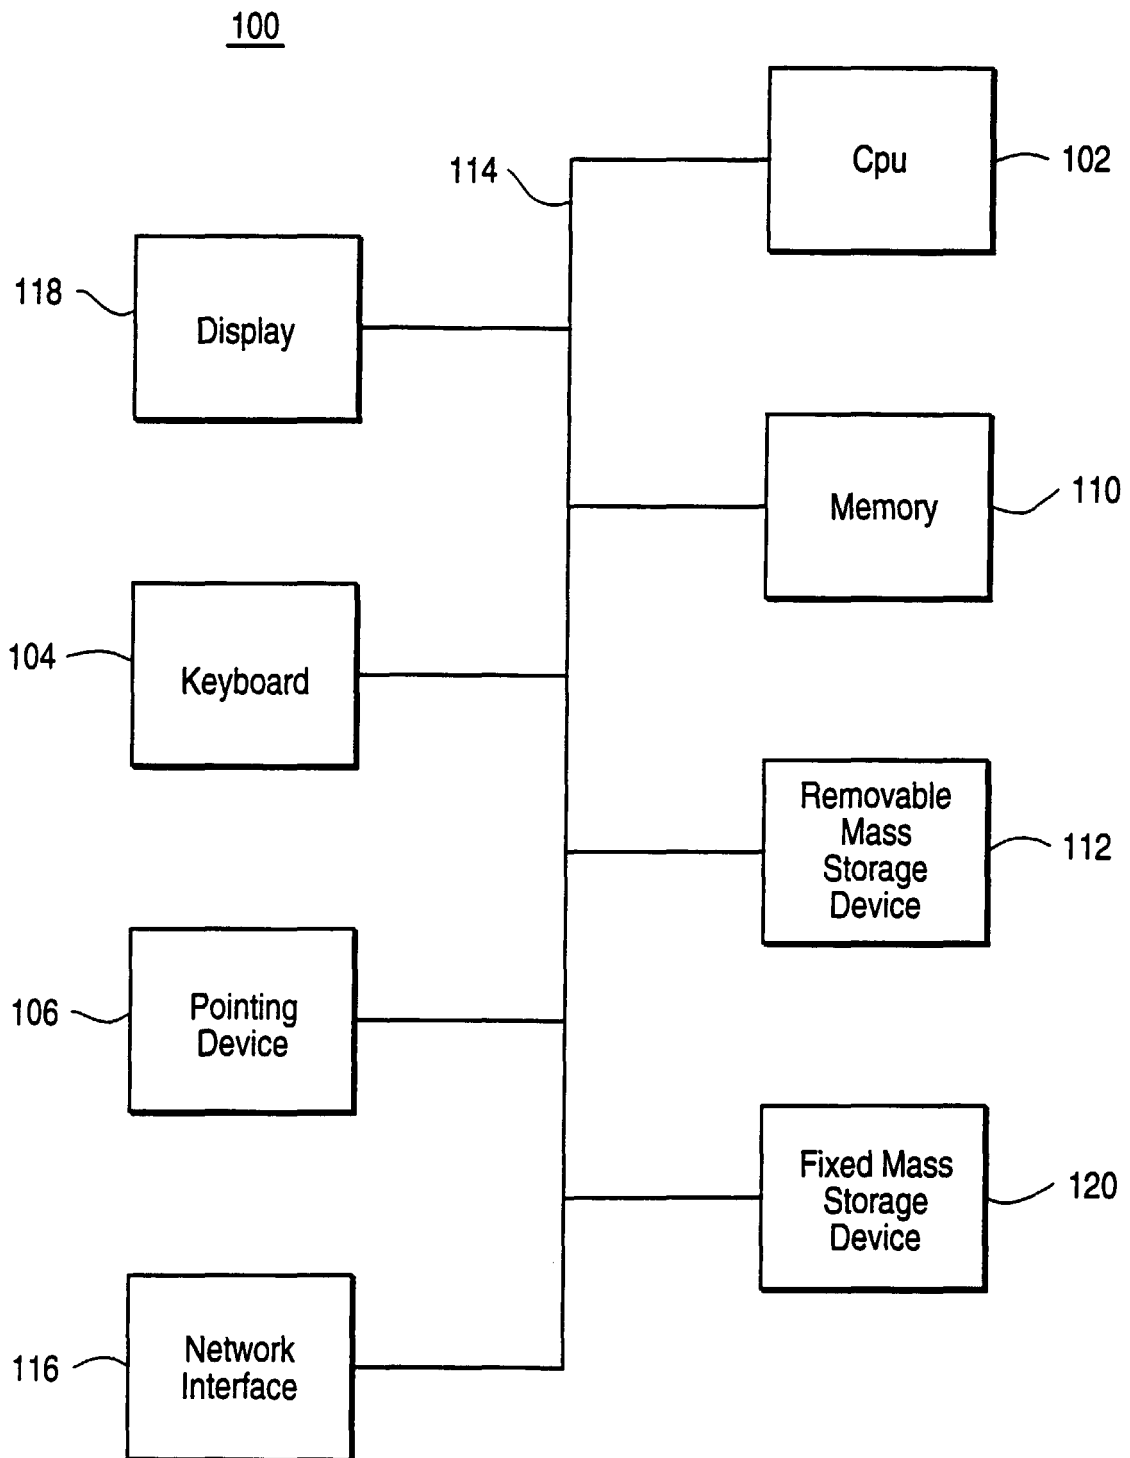 100
114
Cpu
102
118
Display
Memory
110
104
Keyboard
Removable
Mass
Storage
Device
112
106
Pointing
Device
Fixed Mass
Storage
Device
120
116
Network
Interface